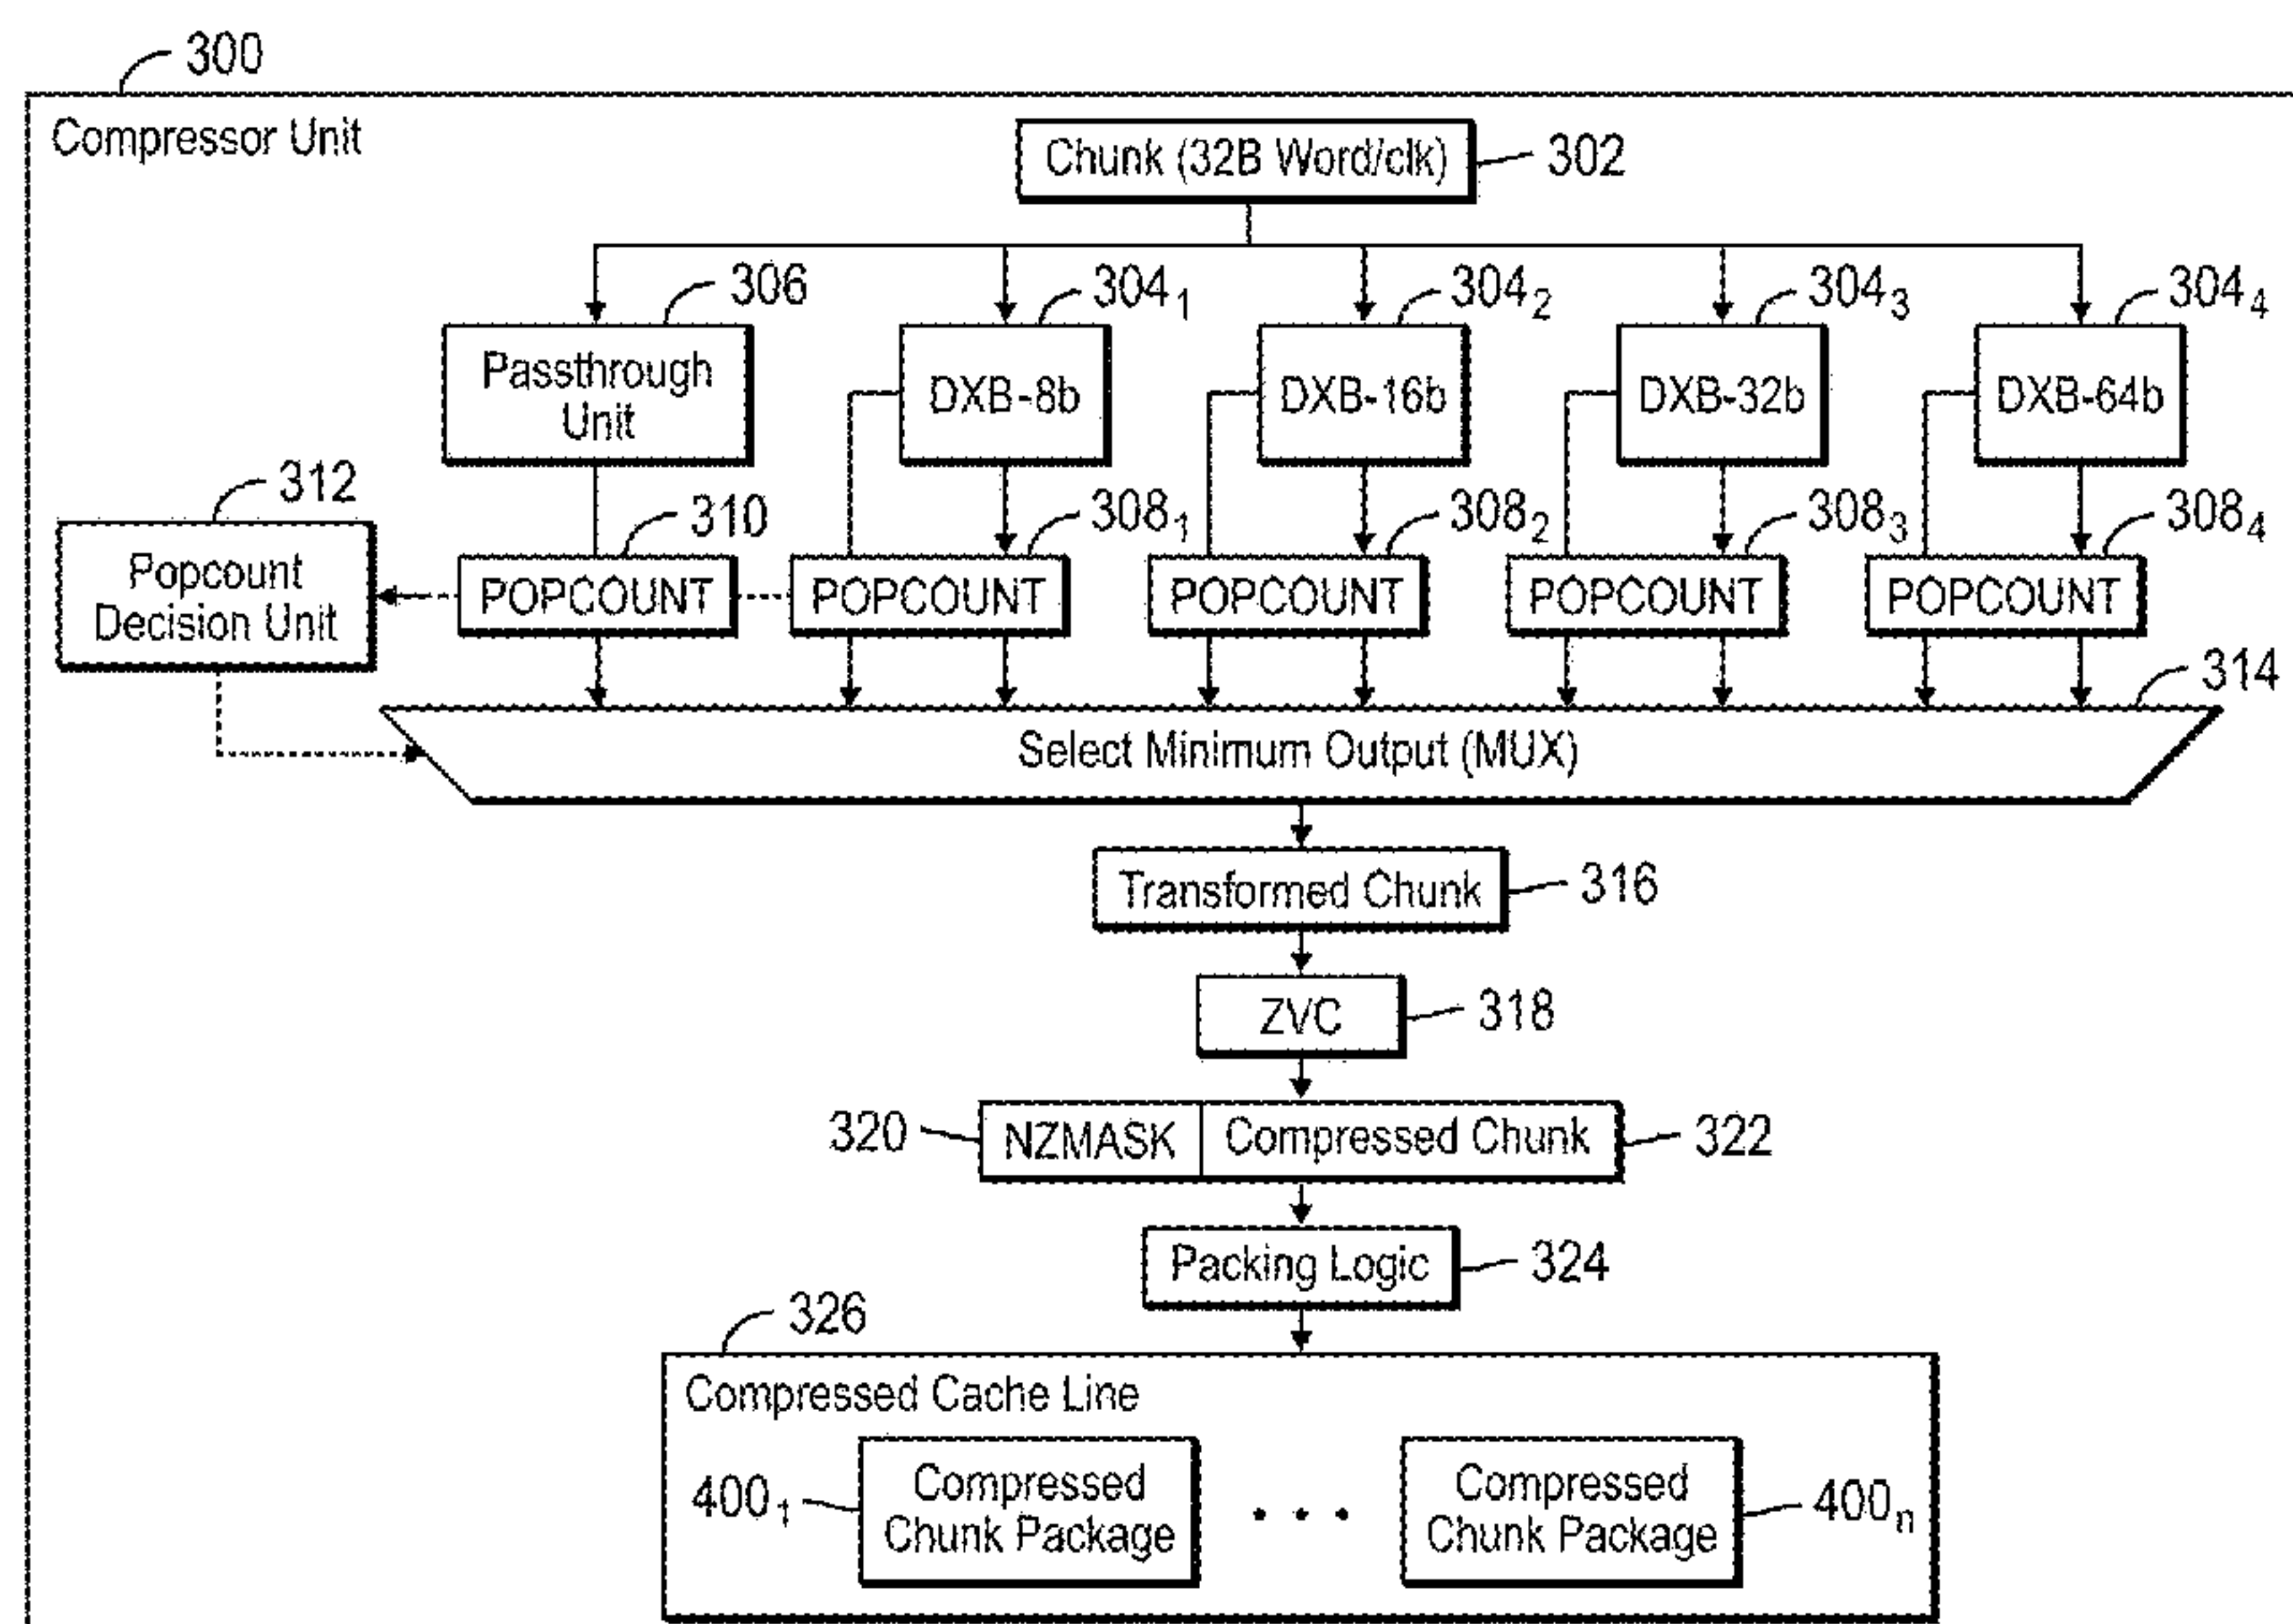 300
Compressor Unit
Chunk (32B Word/clk)
302
306
304₁
304₂
304₃
304₄
Passthrough
Unit
DXB-8b
DXB-16b
DXB-32b
DXB-64b
312
310
308₁
308₂
308₃
308₄
Popcount
Decision Unit
POPCOUNT
POPCOUNT
POPCOUNT
POPCOUNT
POPCOUNT
314
Select Minimum Output (MUX)
Transformed Chunk
316
ZVC
318
320
NZMASK
Compressed Chunk
322
Packing Logic
324
326
Compressed Cache Line
400₁
Compressed
Chunk Package
• • •
Compressed
Chunk Package
400ₙ